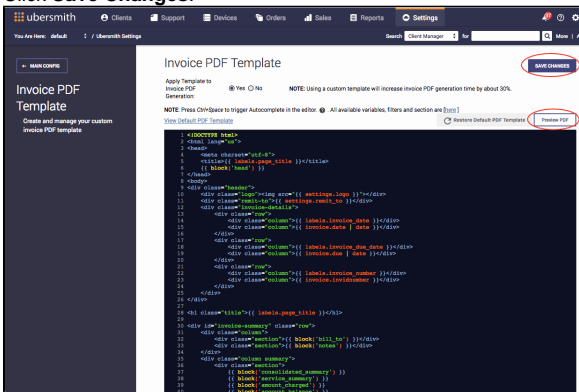 Click Save Changes.
ubersmith Clients Support Devices Orders Sales Reports Settings
You Are Here: default / Ubersmith Settings Search Client Manager for More
← MAIN CONFIG
Invoice PDF Template
Create and manage your custom invoice PDF template
Invoice PDF Template
SAVE CHANGES
Apply Template to
Invoice PDF Yes No NOTE: Using a custom template will increase invoice PDF generation time by about 30%.
Generation:
NOTE: Press Ctrl+Space to trigger Autocomplete in the editor. All available variables, filters and section are [here]
View Default PDF Template Restore Default PDF Template Preview PDF
1 <!DOCTYPE html>
2 <html lang="us">
3 <head>
4 <meta charset="utf-8">
5 <title>{{ labels.page_title }}</title>
6 {{ block('head') }}
7 </head>
8 <body>
9 <div class="header">
10 <div class="logo"><img src="{{ settings.logo }}"></div>
11 <div class="remit-to">{{ settings.remit_to }}</div>
12 <div class="invoice-details">
13 <div class="row">
14 <div class="column">{{ labels.invoice_date }}</div>
15 <div class="column">{{ invoice.date | date }}</div>
16 </div>
17 <div class="row">
18 <div class="column">{{ labels.invoice_due_date }}</div>
19 <div class="column">{{ invoice.due | date }}</div>
20 </div>
21 <div class="row">
22 <div class="column">{{ labels.invoice_number }}</div>
23 <div class="column">{{ invoice.invidnumber }}</div>
24 </div>
25 </div>
26 </div>
27
28 <h1 class="title">{{ labels.page_title }}</h1>
29
30 <div id="invoice-summary" class="row">
31 <div class="column">
32 <div class="section">{{ block('bill_to') }}</div>
33 <div class="section">{{ block('notes') }}</div>
34 </div>
35 <div class="column summary">
36 <div class="section">
37 {{ block('consolidated_summary') }}
38 {{ block('service_summary') }}
39 {{ block('amount_charged') }}